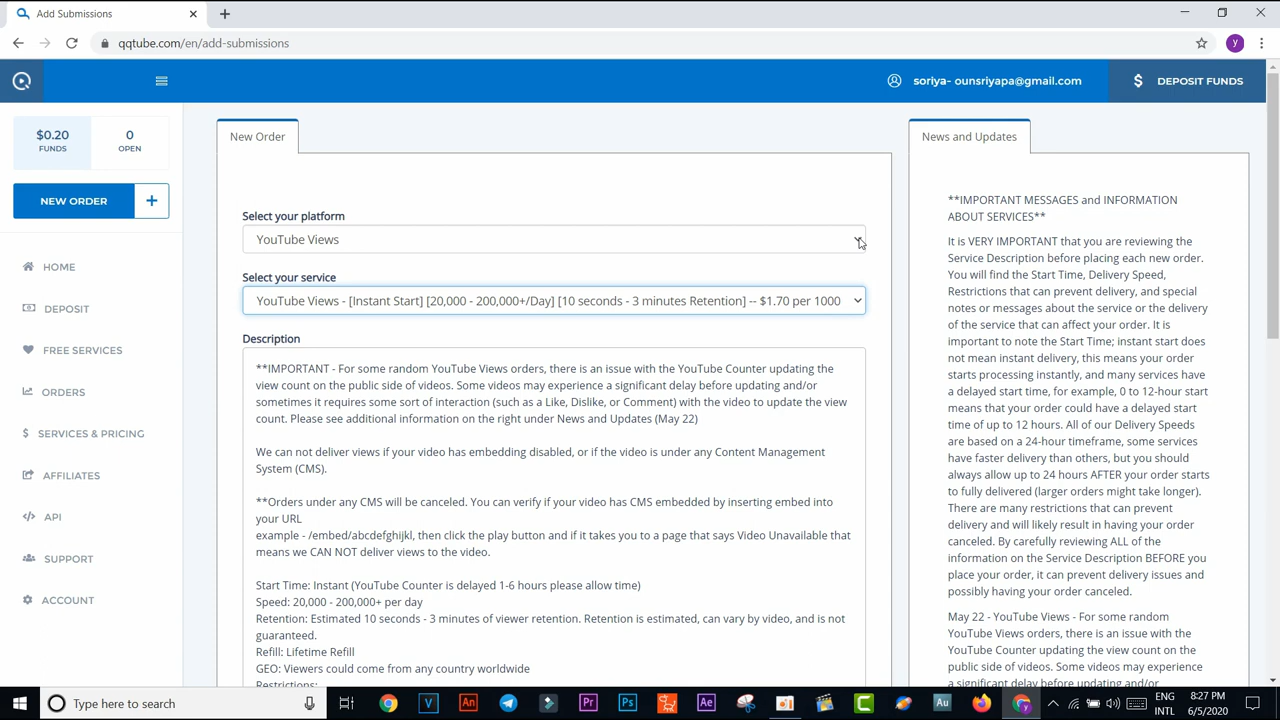 Add Submissions
qqtube.com/en/add-submissions
y
soriya- ounsriyapa@gmail.com
$ DEPOSIT FUNDS
$0.20
FUNDS
0
OPEN
NEW ORDER
+
HOME
DEPOSIT
FREE SERVICES
ORDERS
$ SERVICES & PRICING
AFFILIATES
</> API
SUPPORT
ACCOUNT
New Order
Select your platform
YouTube Views
Select your service
YouTube Views - [Instant Start] [20,000 - 200,000+/Day] [10 seconds - 3 minutes Retention] -- $1.70 per 1000
Description
**IMPORTANT - For some random YouTube Views orders, there is an issue with the YouTube Counter updating the
view count on the public side of videos. Some videos may experience a significant delay before updating and/or
sometimes it requires some sort of interaction (such as a Like, Dislike, or Comment) with the video to update the view
count. Please see additional information on the right under News and Updates (May 22)
We can not deliver views if your video has embedding disabled, or if the video is under any Content Management
System (CMS).
**Orders under any CMS will be canceled. You can verify if your video has CMS embedded by inserting embed into
your URL
example - /embed/abcdefghijkl, then click the play button and if it takes you to a page that says Video Unavailable that
means we CAN NOT deliver views to the video.
Start Time: Instant (YouTube Counter is delayed 1-6 hours please allow time)
Speed: 20,000 - 200,000+ per day
Retention: Estimated 10 seconds - 3 minutes of viewer retention. Retention is estimated, can vary by video, and is not
guaranteed.
Refill: Lifetime Refill
GEO: Viewers could come from any country worldwide
Restrictions:
News and Updates
**IMPORTANT MESSAGES and INFORMATION
ABOUT SERVICES**
It is VERY IMPORTANT that you are reviewing the
Service Description before placing each new order.
You will find the Start Time, Delivery Speed,
Restrictions that can prevent delivery, and special
notes or messages about the service or the delivery
of the service that can affect your order. It is
important to note the Start Time; instant start does
not mean instant delivery, this means your order
starts processing instantly, and many services have
a delayed start time, for example, 0 to 12-hour start
means that your order could have a delayed start
time of up to 12 hours. All of our Delivery Speeds
are based on a 24-hour timeframe, some services
have faster delivery than others, but you should
always allow up to 24 hours AFTER your order starts
to fully delivered (larger orders might take longer).
There are many restrictions that can prevent
delivery and will likely result in having your order
canceled. By carefully reviewing ALL of the
information on the Service Description BEFORE you
place your order, it can prevent delivery issues and
possibly having your order canceled.
May 22 - YouTube Views - For some random
YouTube Views orders, there is an issue with the
YouTube Counter updating the view count on the
public side of videos. Some videos may experience
a significant delay before updating and/or
Type here to search
V
An
Pr
Ps
Ae
C
Au
ENG
INTL
8:27 PM
6/5/2020